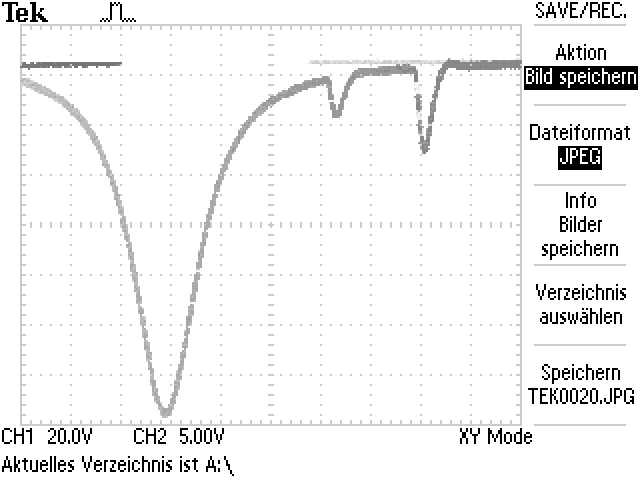 Tek
SAVE/REC.
Aktion
Bild speichern
Dateiformat
JPEG
Info
Bilder
speichern
Verzeichnis
auswählen
Speichern
TEK0020.JPG
CH1 20.0V CH2 5.00V XY Mode
Aktuelles Verzeichnis ist A:\